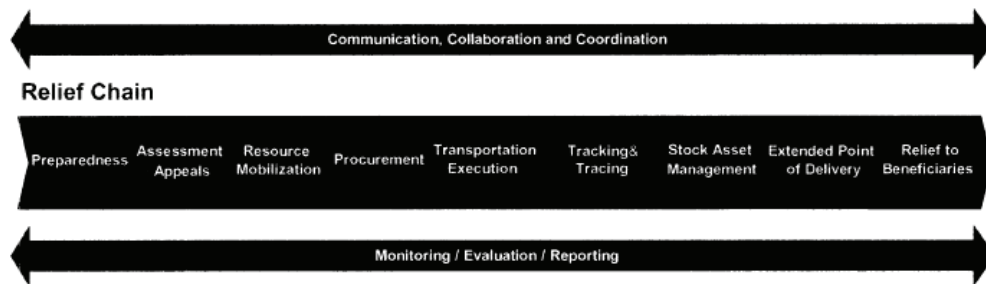 Communication, Collaboration and Coordination
Relief Chain
Preparedness
Assessment
Appeals
Resource
Mobilization
Procurement
Transportation
Execution
Tracking&
Tracing
Stock Asset
Management
Extended Point
of Delivery
Relief to
Beneficiaries
Monitoring / Evaluation / Reporting